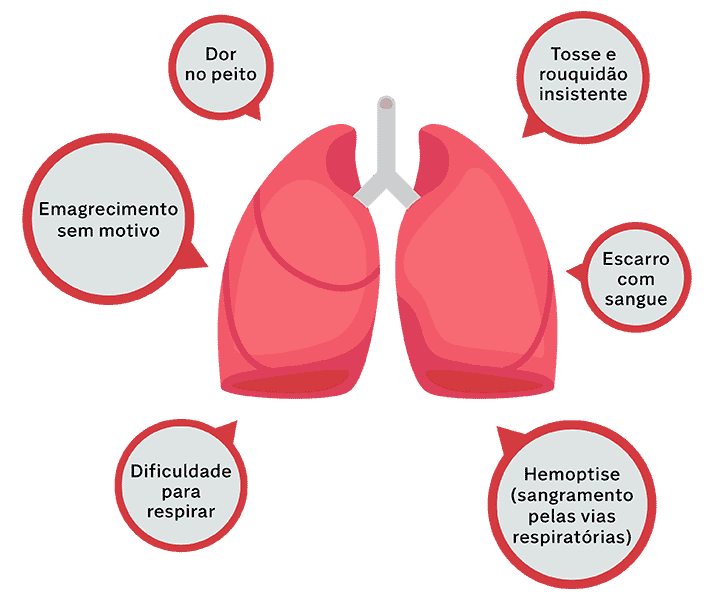 Dor
no peito
Tosse e
rouquidão
insistente
Emagrecimento
sem motivo
Escarro
com
sangue
Dificuldade
para
respirar
Hemoptise
(sangramento
pelas vias
respiratórias)